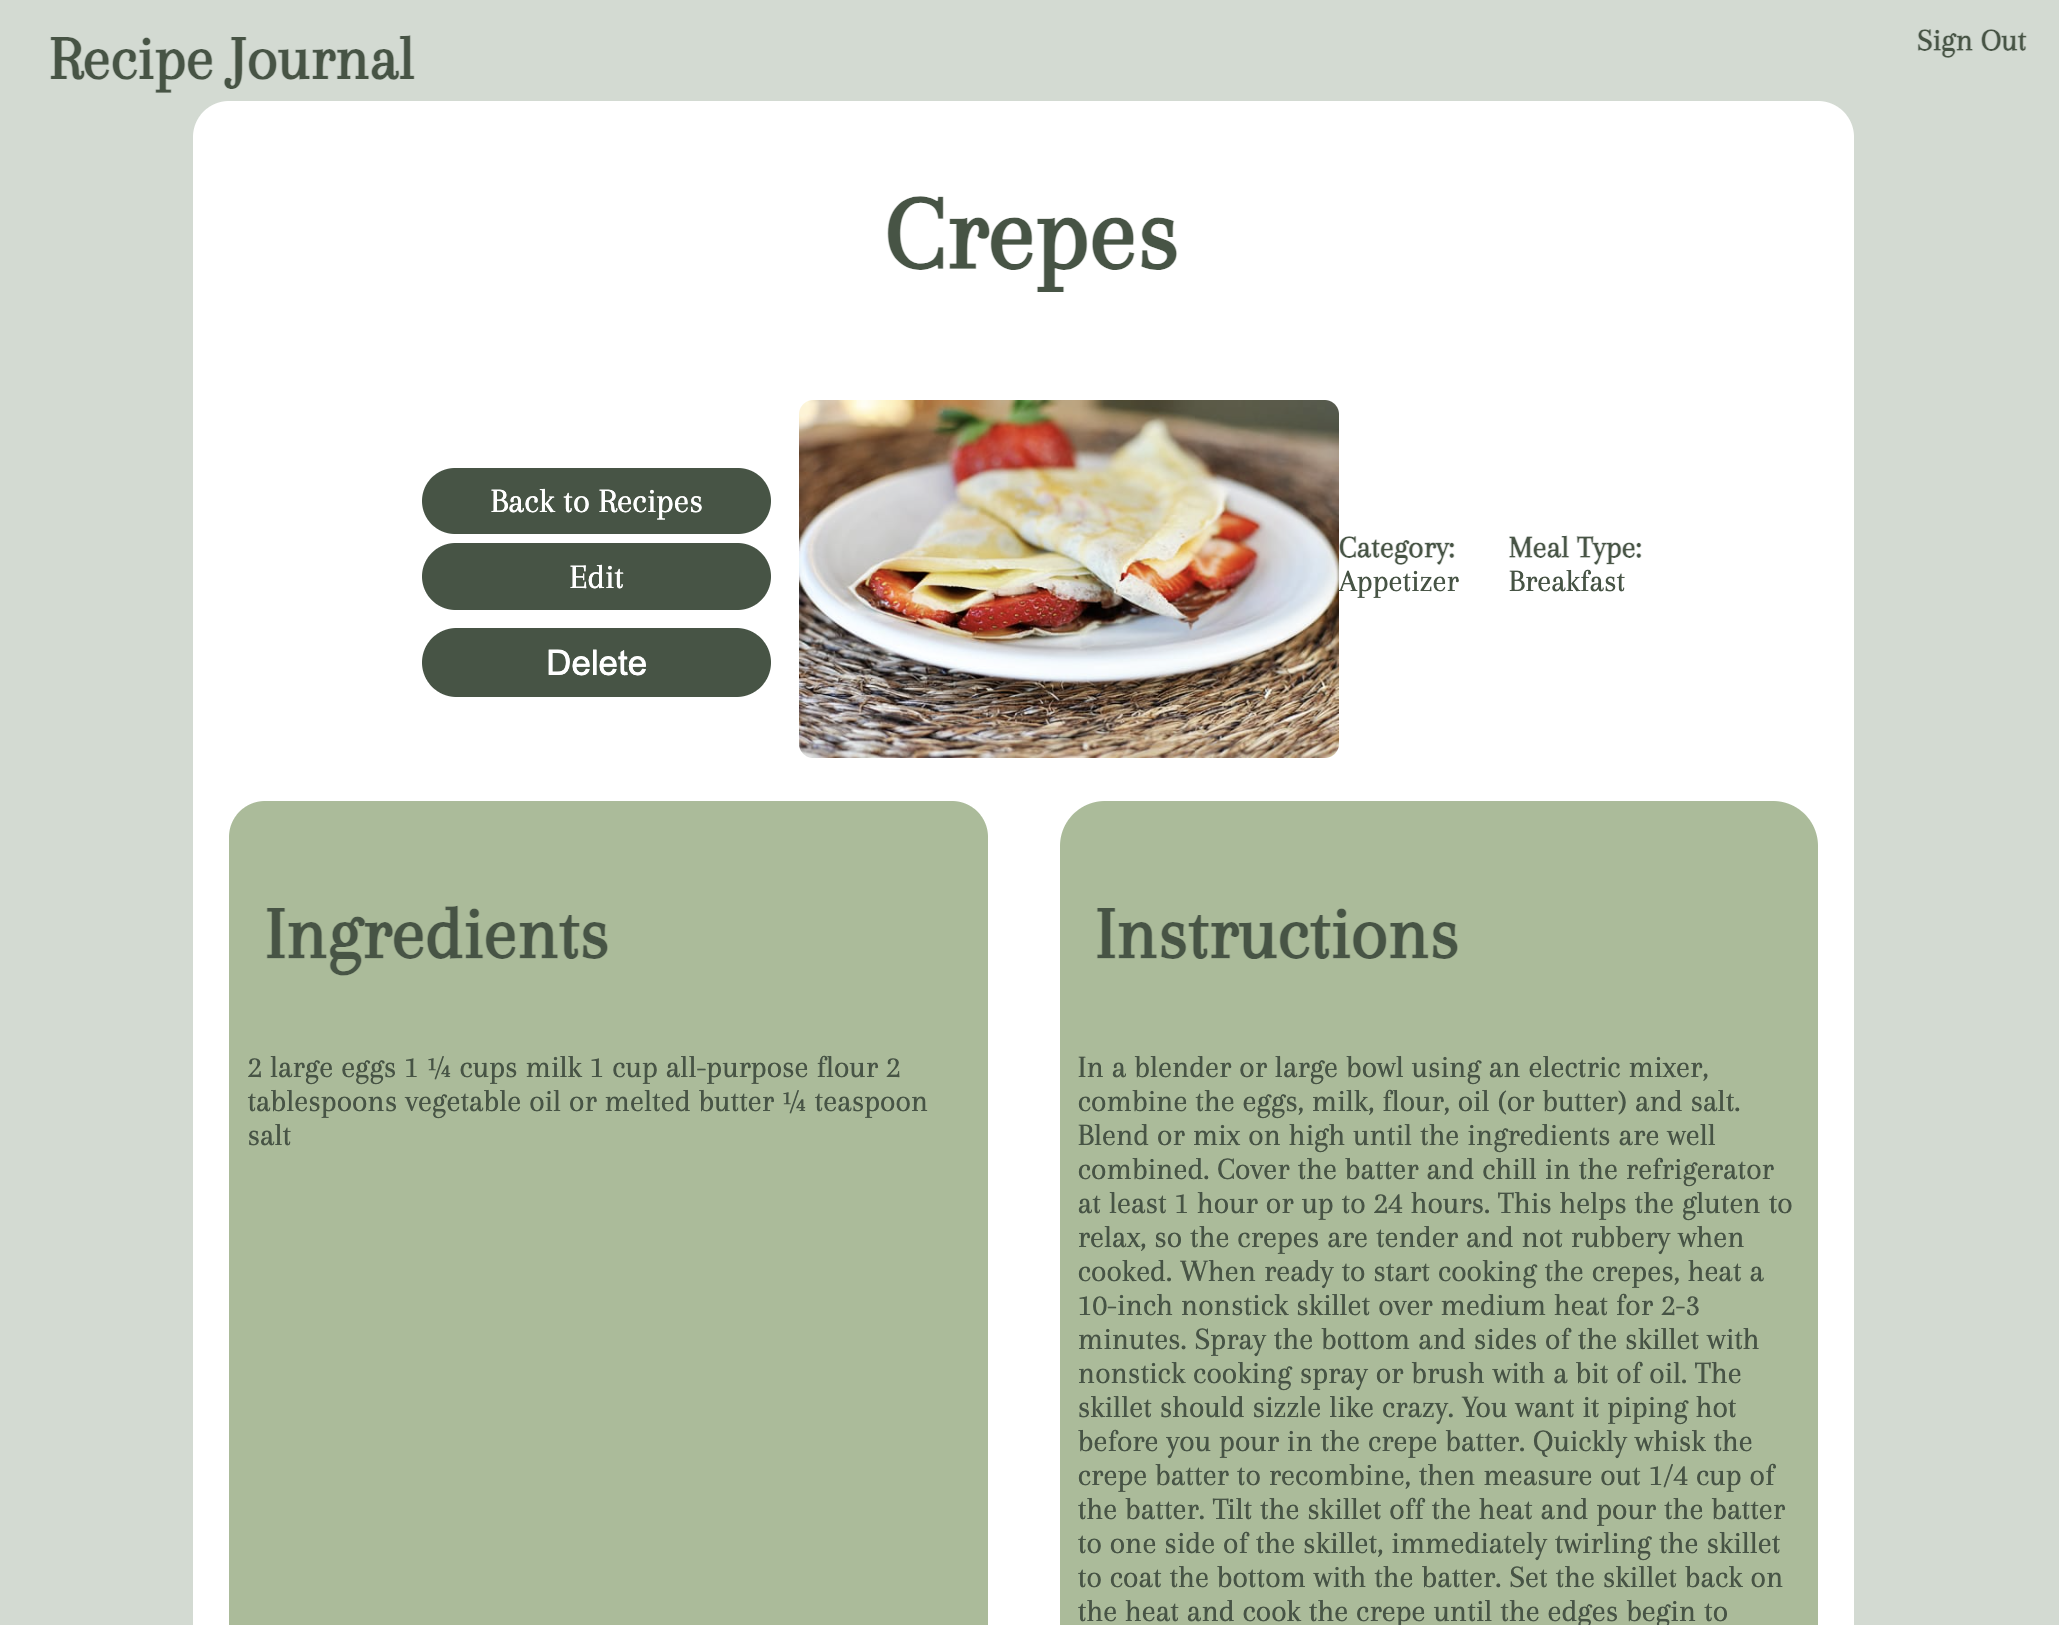 Recipe Journal
Sign Out
Crepes
Back to Recipes
Edit
Delete
Category:
Appetizer
Meal Type:
Breakfast
Ingredients
2 large eggs 1 ¼ cups milk 1 cup all-purpose flour 2
tablespoons vegetable oil or melted butter ¼ teaspoon
salt
Instructions
In a blender or large bowl using an electric mixer,
combine the eggs, milk, flour, oil (or butter) and salt.
Blend or mix on high until the ingredients are well
combined. Cover the batter and chill in the refrigerator
at least 1 hour or up to 24 hours. This helps the gluten to
relax, so the crepes are tender and not rubbery when
cooked. When ready to start cooking the crepes, heat a
10-inch nonstick skillet over medium heat for 2-3
minutes. Spray the bottom and sides of the skillet with
nonstick cooking spray or brush with a bit of oil. The
skillet should sizzle like crazy. You want it piping hot
before you pour in the crepe batter. Quickly whisk the
crepe batter to recombine, then measure out 1/4 cup of
the batter. Tilt the skillet off the heat and pour the batter
to one side of the skillet, immediately twirling the skillet
to coat the bottom with the batter. Set the skillet back on
the heat and cook the crepe until the edges begin to